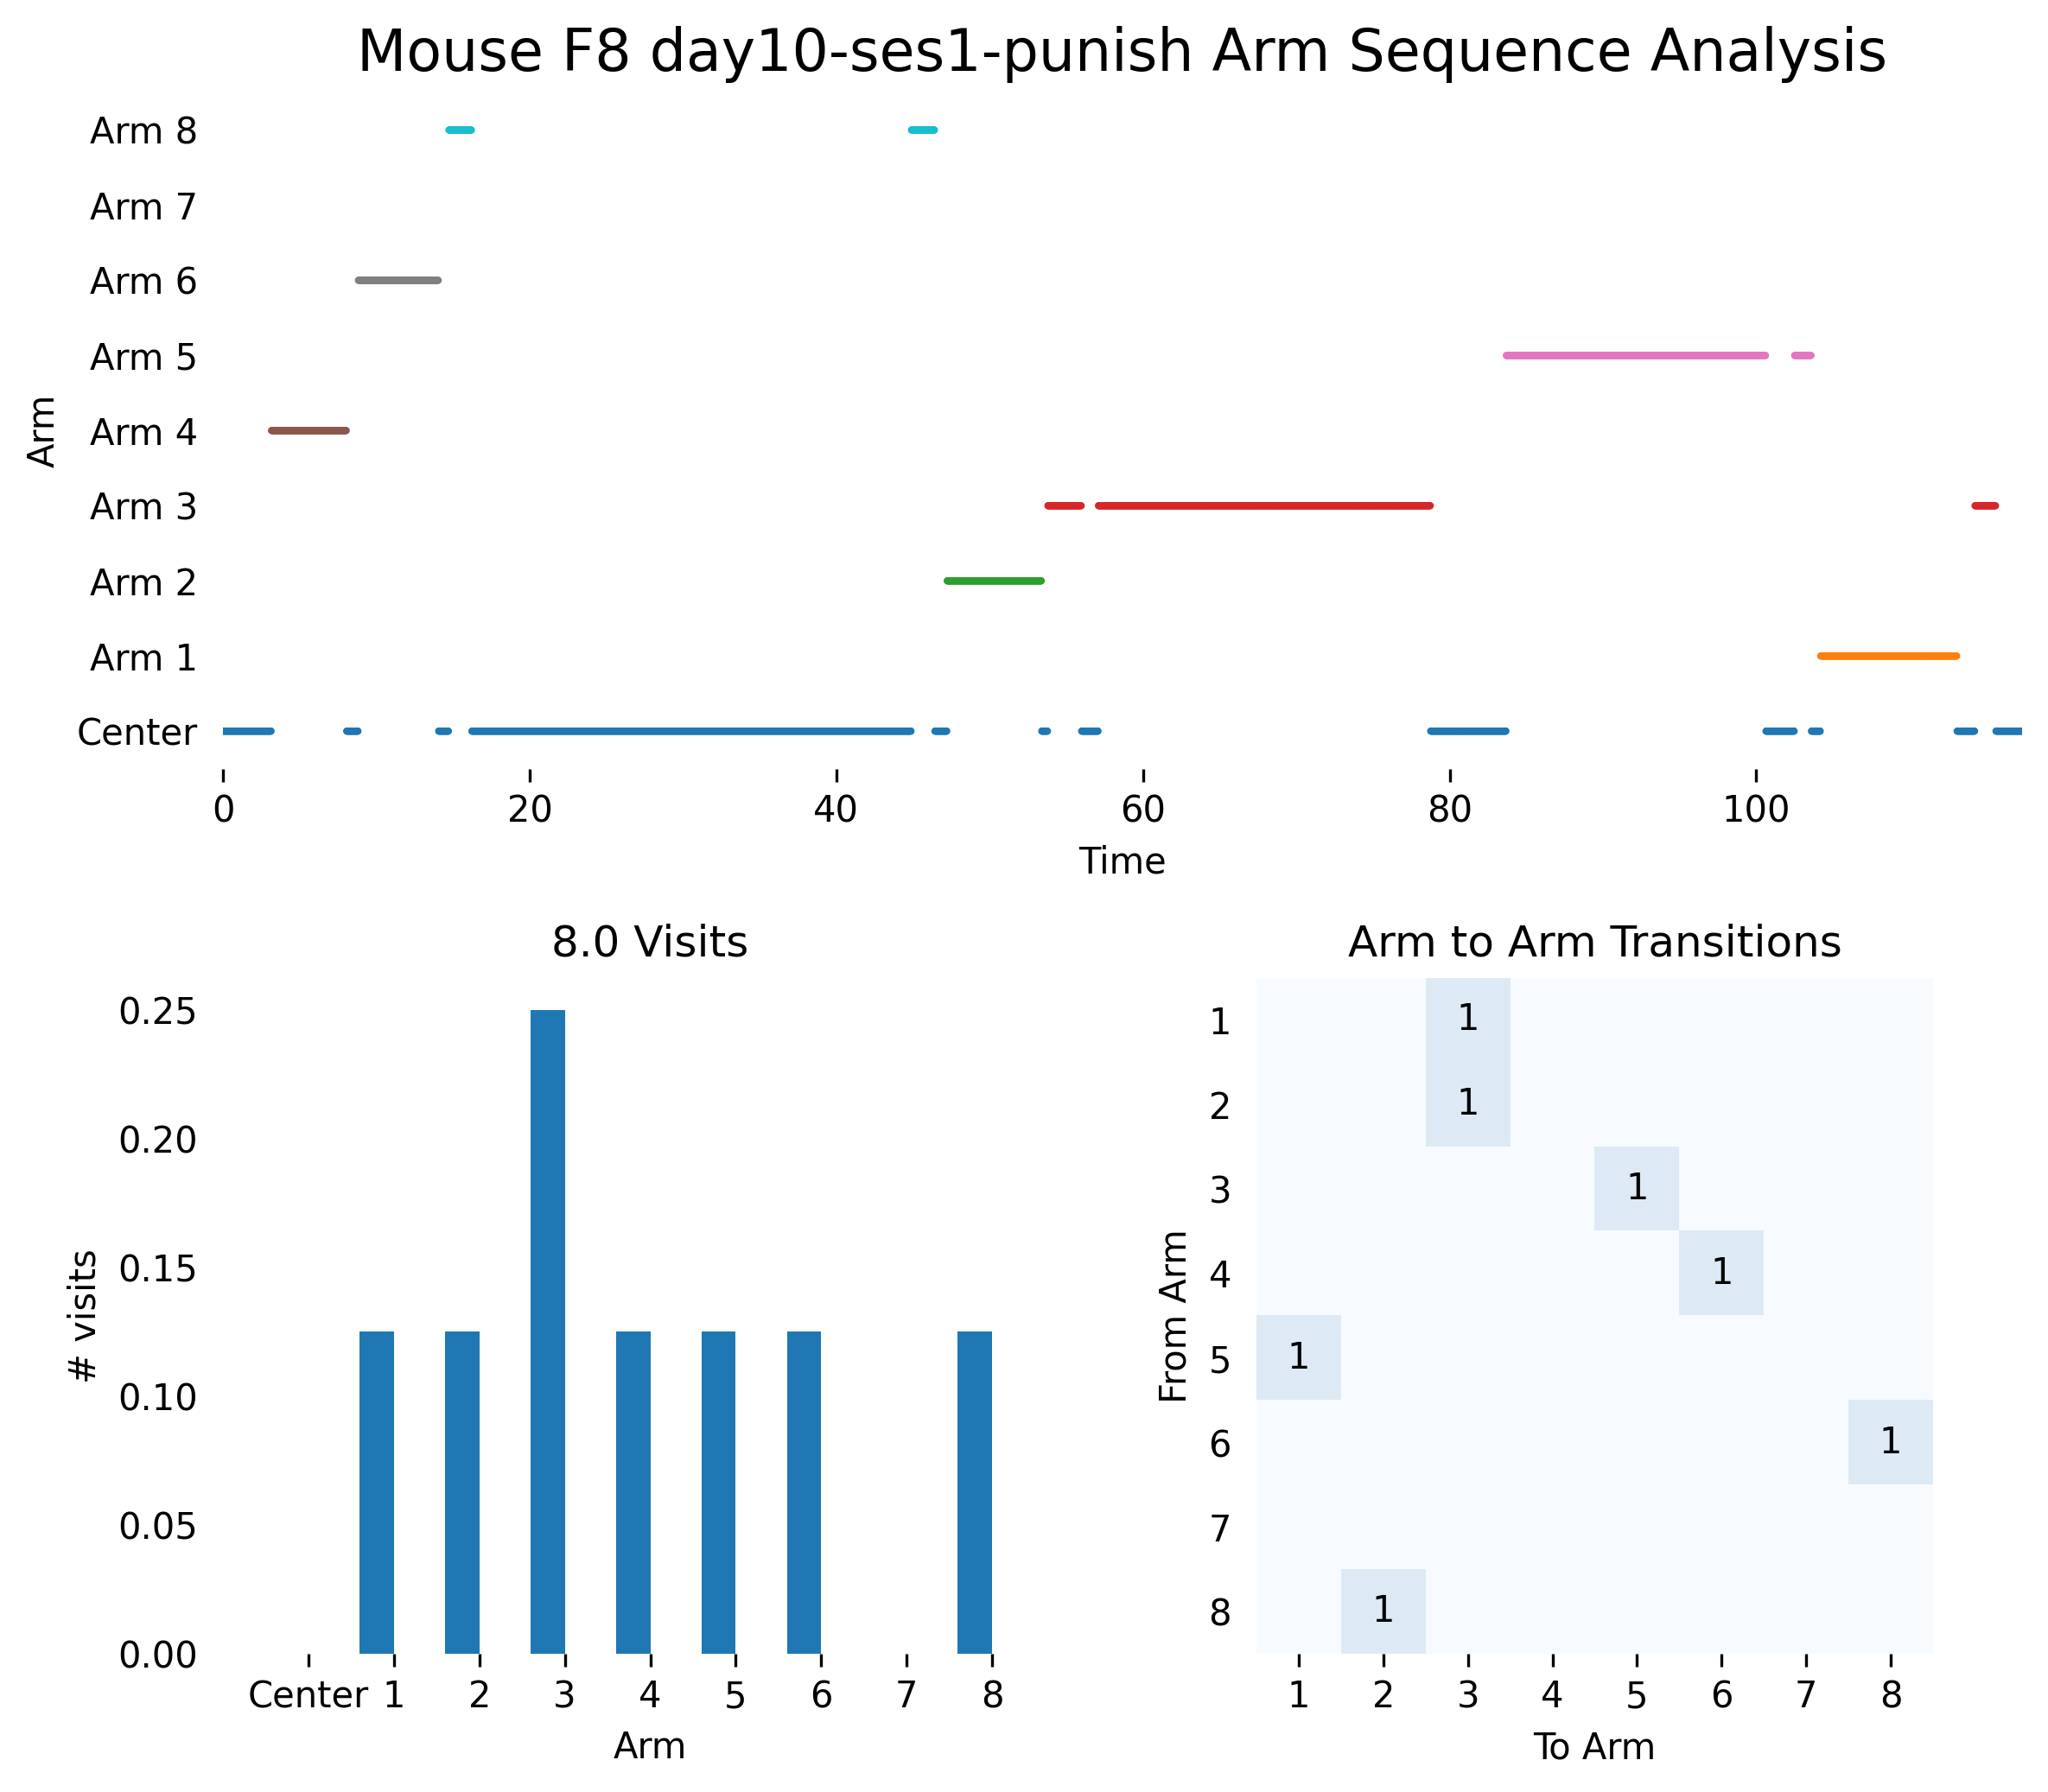 Mouse F8 day10-ses1-punish Arm Sequence Analysis
Arm 8
Arm 7
Arm 6
Arm 5
Arm 4
Arm 3
Arm 2
Arm 1
Center
Arm
0 20 40 60 80 100
Time
8.0 Visits
0.25
0.20
0.15
0.10
0.05
0.00
# visits
Center 1 2 3 4 5 6 7 8
Arm
Arm to Arm Transitions
1 1
2 1
3 1
4 1
5 1
6 1
7
8 1
From Arm
1 2 3 4 5 6 7 8
To Arm